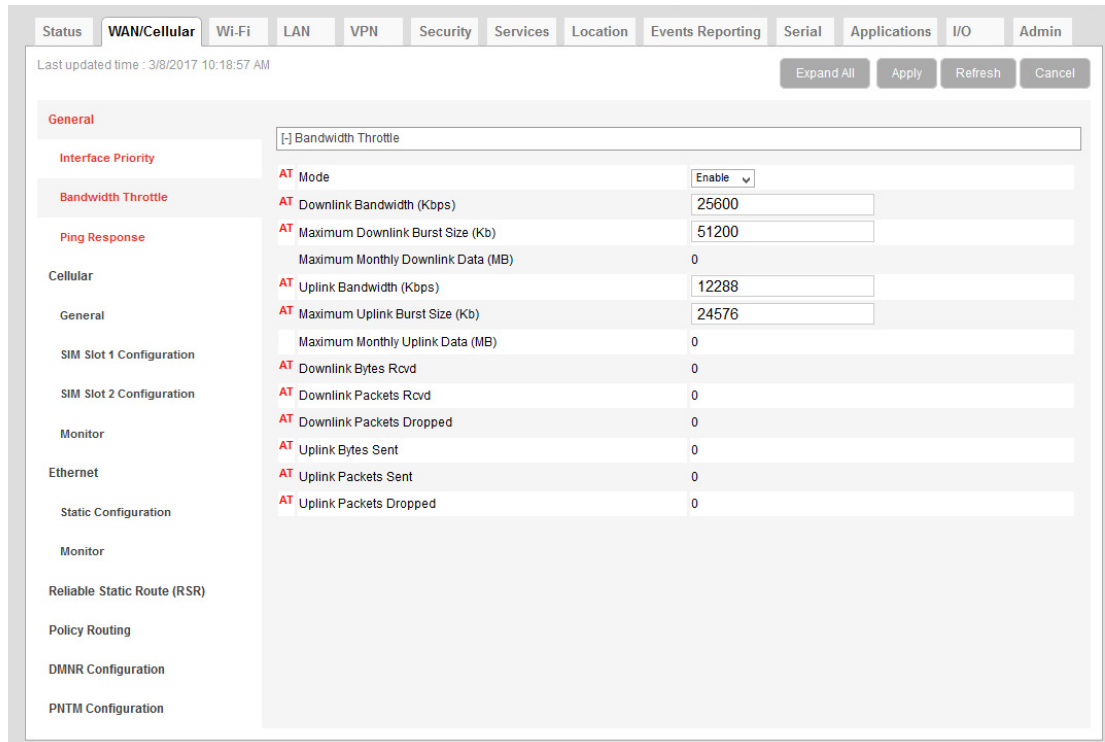 Status WAN/Cellular Wi-Fi LAN VPN Security Services Location Events Reporting Serial Applications I/O Admin
Last updated time : 3/8/2017 10:18:57 AM
Expand All Apply Refresh Cancel
General
Interface Priority
Bandwidth Throttle
Ping Response
Cellular
General
SIM Slot 1 Configuration
SIM Slot 2 Configuration
Monitor
Ethernet
Static Configuration
Monitor
Reliable Static Route (RSR)
Policy Routing
DMNR Configuration
PNTM Configuration
[-] Bandwidth Throttle
AT Mode Enable
AT Downlink Bandwidth (Kbps) 25600
AT Maximum Downlink Burst Size (Kb) 51200
Maximum Monthly Downlink Data (MB) 0
AT Uplink Bandwidth (Kbps) 12288
AT Maximum Uplink Burst Size (Kb) 24576
Maximum Monthly Uplink Data (MB) 0
AT Downlink Bytes Rcvd 0
AT Downlink Packets Rcvd 0
AT Downlink Packets Dropped 0
AT Uplink Bytes Sent 0
AT Uplink Packets Sent 0
AT Uplink Packets Dropped 0